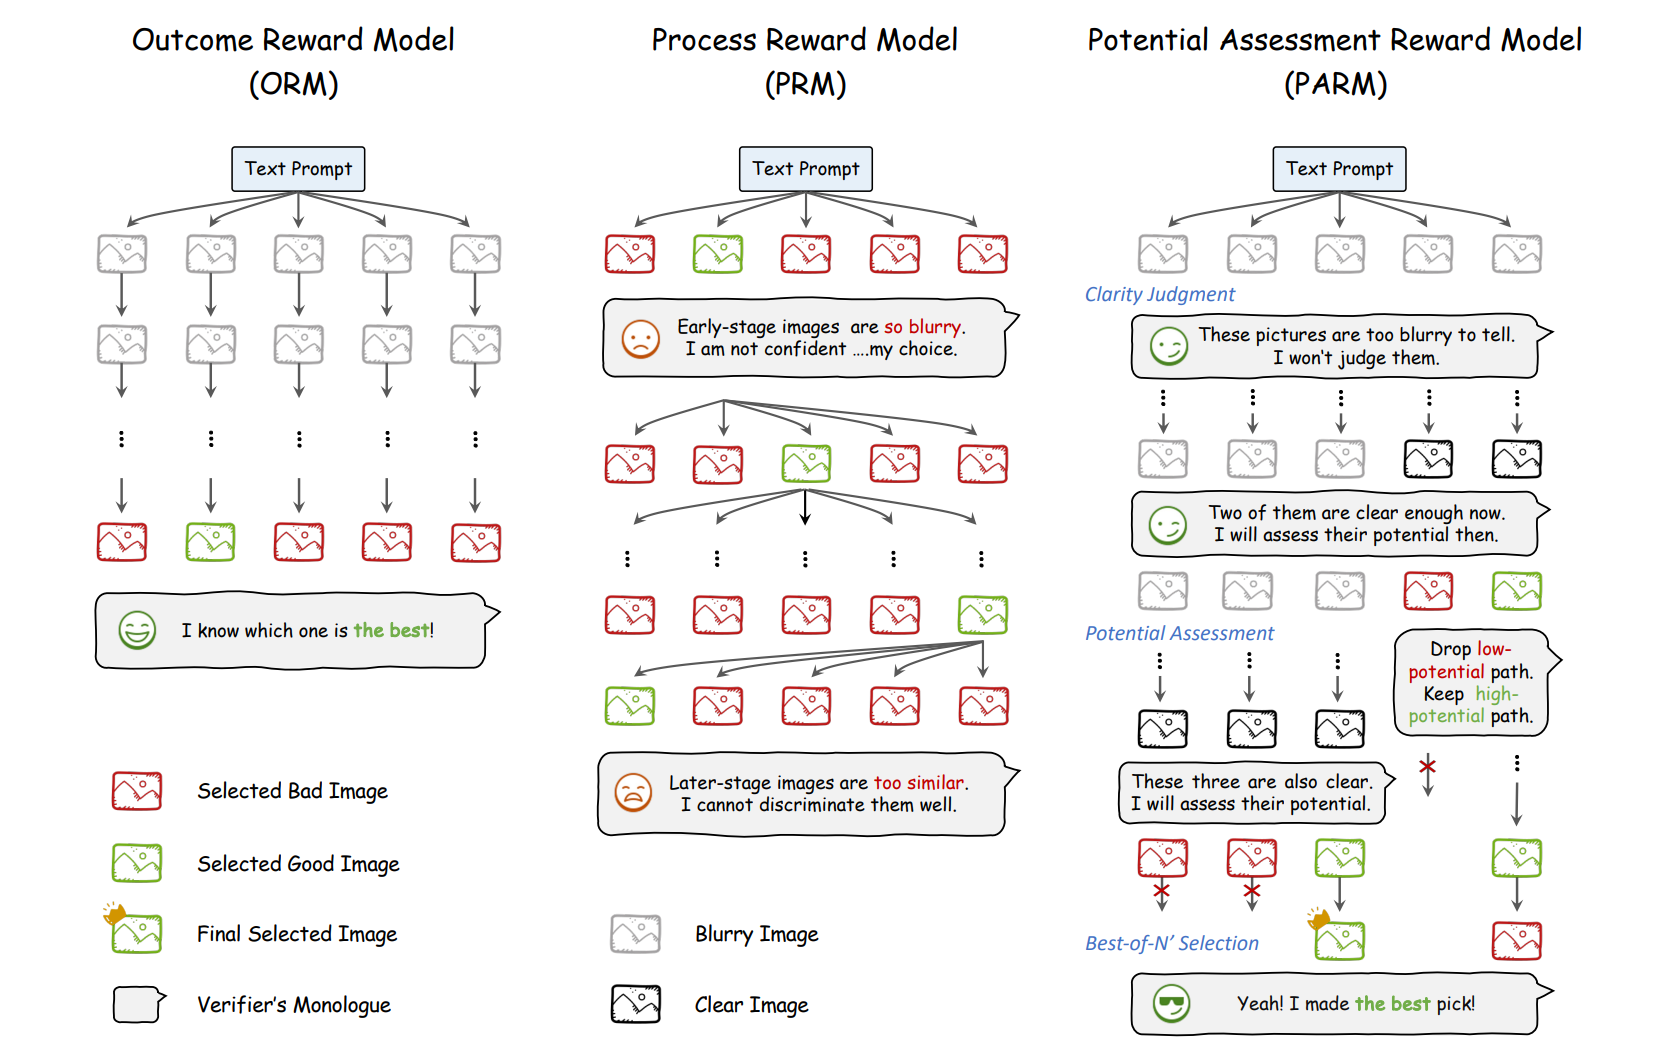 Outcome Reward Model
(ORM)
Text Prompt
I know which one is the best!
Selected Bad Image
Selected Good Image
Final Selected Image
Verifier's Monologue
Process Reward Model
(PRM)
Text Prompt
Early-stage images are so blurry.
I am not confident ....my choice.
Later-stage images are too similar.
I cannot discriminate them well.
Blurry Image
Clear Image
Potential Assessment Reward Model
(PARM)
Text Prompt
Clarity Judgment
These pictures are too blurry to tell.
I won't judge them.
Two of them are clear enough now.
I will assess their potential then.
Potential Assessment
Drop low-
potential path.
Keep high-
potential path.
These three are also clear.
I will assess their potential.
Best-of-N' Selection
Yeah! I made the best pick!